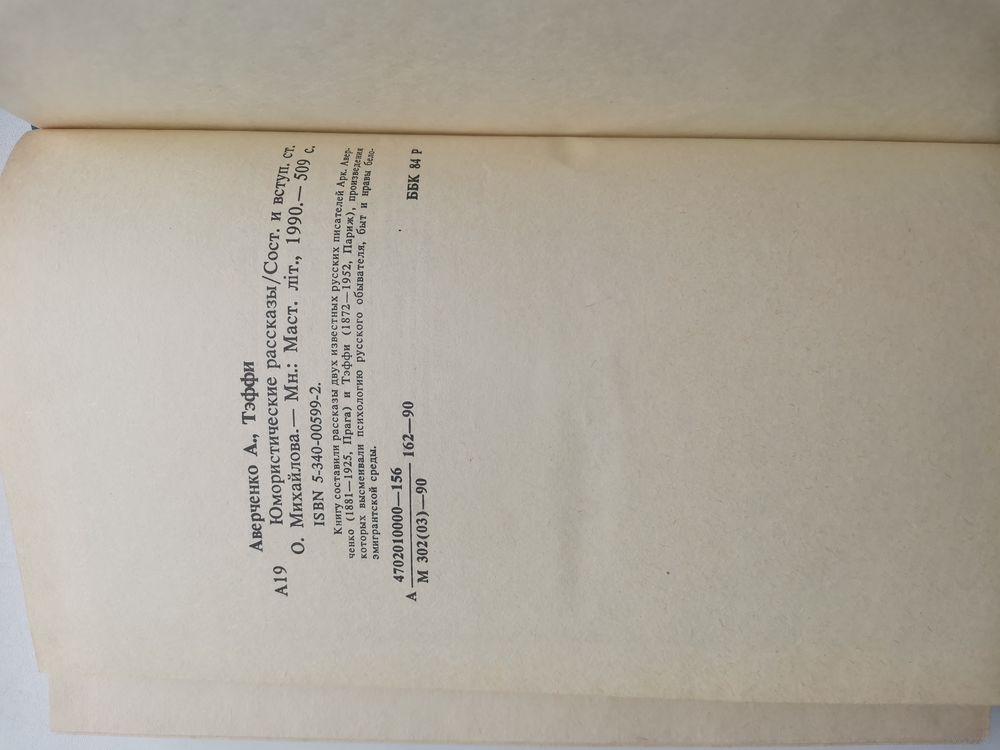 Аверченко А., Тэффи
А19 Юмористические рассказы/Сост. и вступ. ст.
О. Михайлова.— Мн.: Маст. літ., 1990.— 509 с.
ISBN 5-340-00599-2.
Книгу составили рассказы двух известных русских писателей Арк. Авер-
ченко (1881—1925, Прага) и Тэффи (1872—1952, Париж), произведения
которых высмеивали психологию русского обывателя, быт и нравы бело-
эмигрантской среды.
4702010000—156
А 162—90
М 302(03)—90
ББК 84 Р